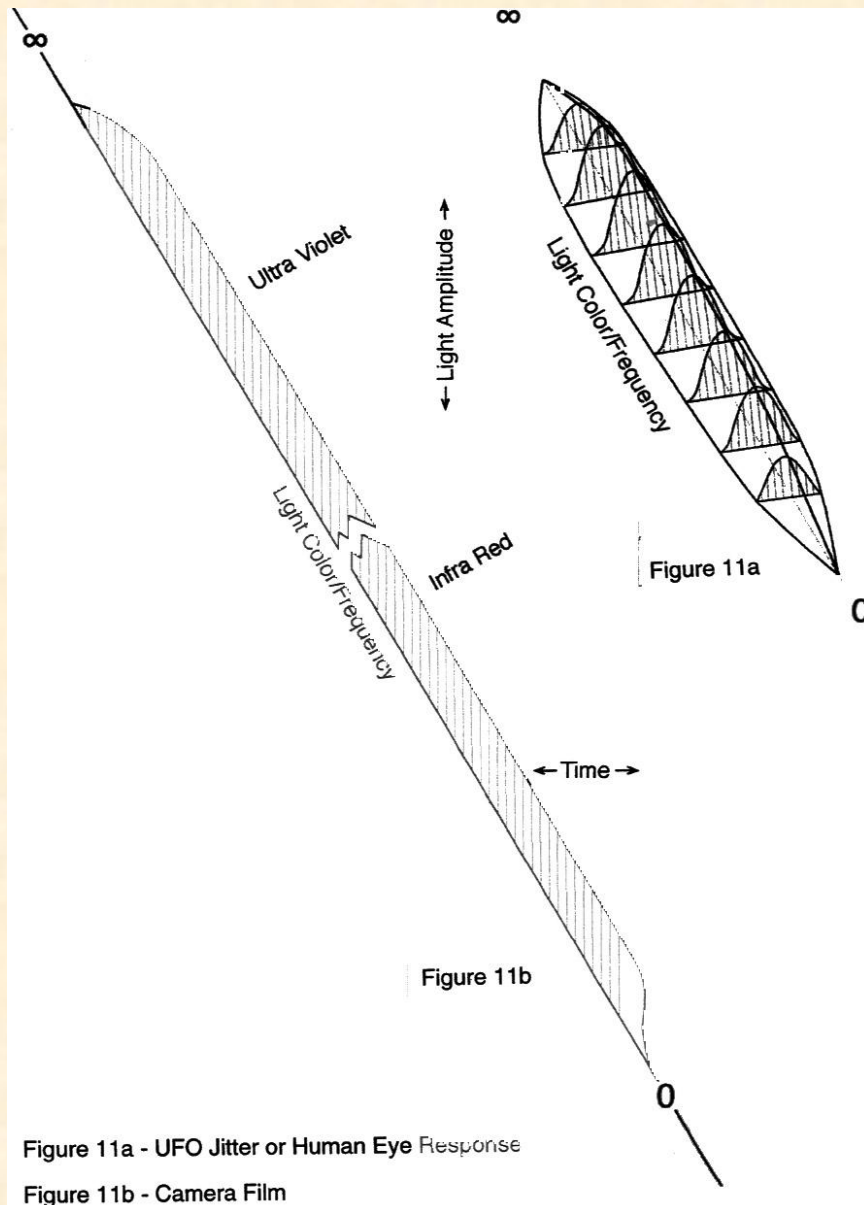 ∞
∞
Ultra Violet
Light Amplitude
Light Color/Frequency
Light Color/Frequency
Infra Red
Figure 11a
0
Time
Figure 11b
0
Figure 11a - UFO Jitter or Human Eye Response
Figure 11b - Camera Film